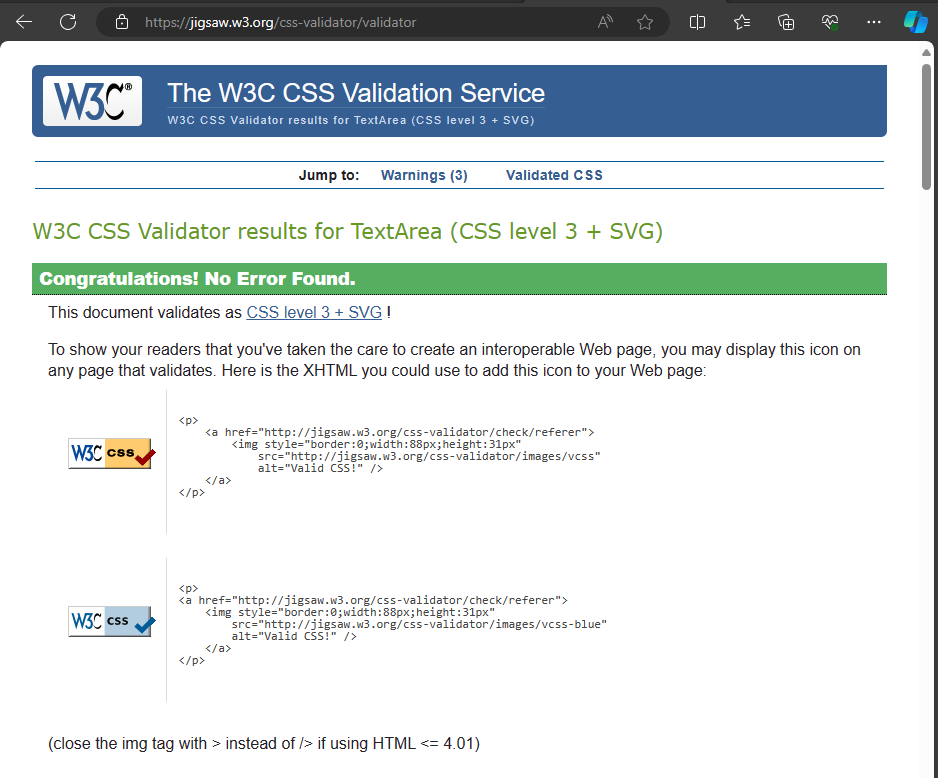 https://jigsaw.w3.org/css-validator/validator
W3C®
The W3C CSS Validation Service
W3C CSS Validator results for TextArea (CSS level 3 + SVG)
Jump to: Warnings (3) Validated CSS
W3C CSS Validator results for TextArea (CSS level 3 + SVG)
Congratulations! No Error Found.
This document validates as CSS level 3 + SVG !
To show your readers that you've taken the care to create an interoperable Web page, you may display this icon on
any page that validates. Here is the XHTML you could use to add this icon to your Web page:
W3C css
<p>
<a href="http://jigsaw.w3.org/css-validator/check/referer">
<img style="border:0;width:88px;height:31px"
src="http://jigsaw.w3.org/css-validator/images/vcss"
alt="Valid CSS!" />
</a>
</p>
W3C css
<p>
<a href="http://jigsaw.w3.org/css-validator/check/referer">
<img style="border:0;width:88px;height:31px"
src="http://jigsaw.w3.org/css-validator/images/vcss-blue"
alt="Valid CSS!" />
</a>
</p>
(close the img tag with > instead of /> if using HTML <= 4.01)